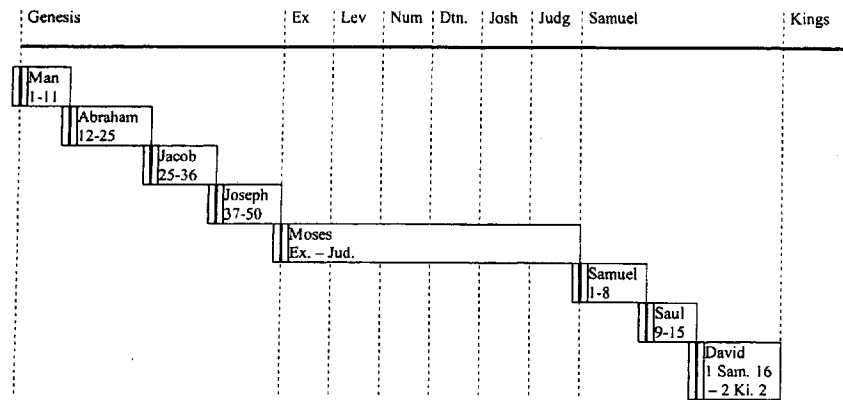 Genesis Ex Lev Num Dtn. Josh Judg Samuel Kings
Man
1-11
Abraham
12-25
Jacob
25-36
Joseph
37-50
Moses
Ex. – Jud.
Samuel
1-8
Saul
9-15
David
1 Sam. 16
– 2 Ki. 2